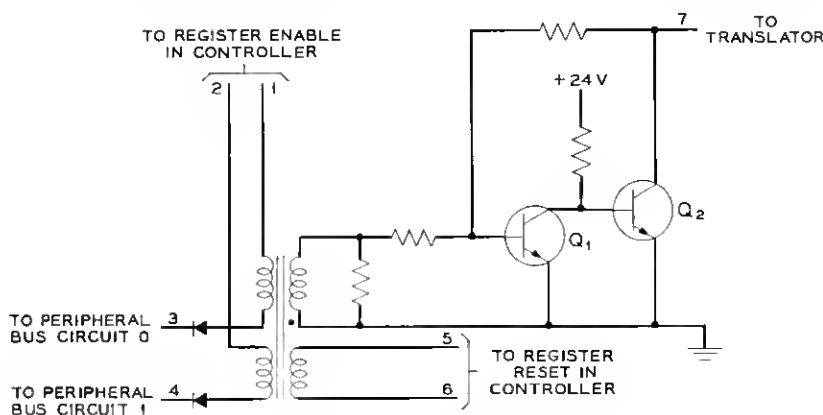 TO REGISTER ENABLE
IN CONTROLLER
2 1
7 TO
TRANSLATOR
+24V
Q1
Q2
TO PERIPHERAL 3
BUS CIRCUIT 0
5
TO REGISTER
RESET IN
CONTROLLER
6
TO PERIPHERAL 4
BUS CIRCUIT 1